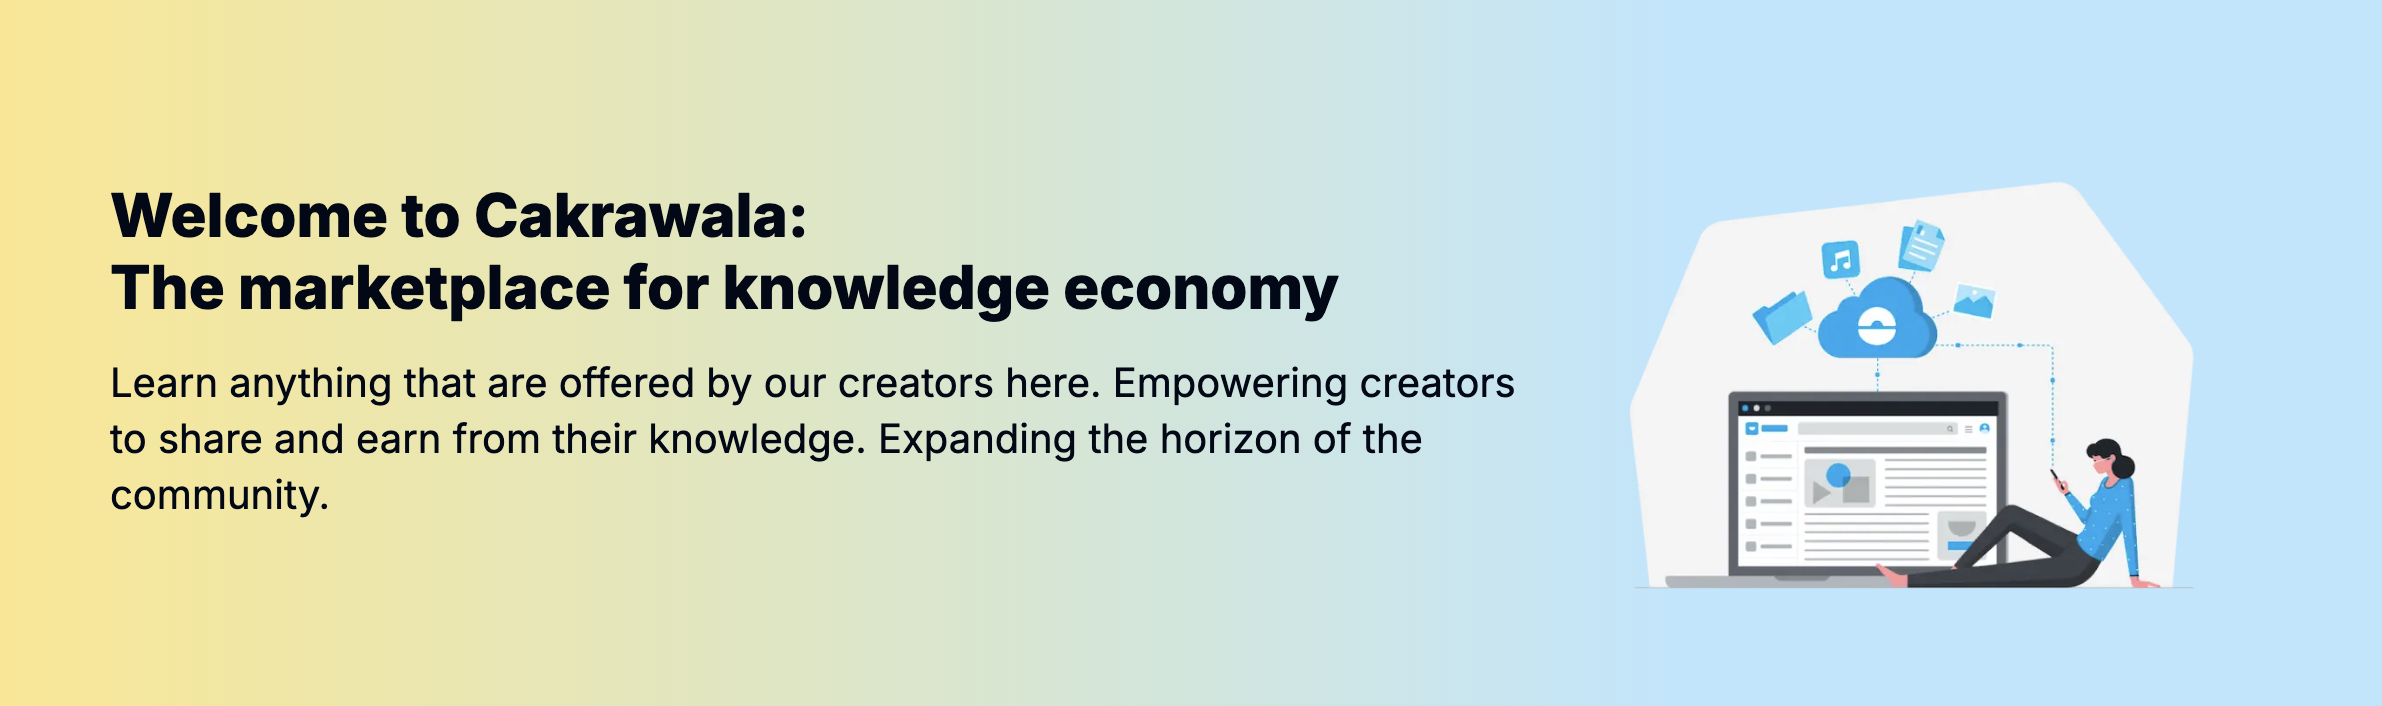 Welcome to Cakrawala:
The marketplace for knowledge economy
Learn anything that are offered by our creators here. Empowering creators
to share and earn from their knowledge. Expanding the horizon of the
community.